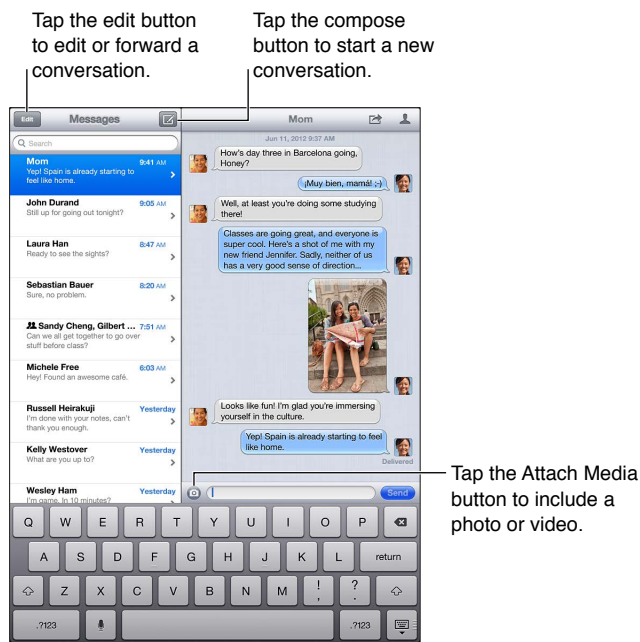 Tap the edit button
to edit or forward a
conversation.
Tap the compose
button to start a new
conversation.
Edit
Messages
Mom
Search
Mom
9:41 AM
Yep! Spain is already starting to
feel like home.
John Durand
9:05 AM
Still up for going out tonight?
Laura Han
8:47 AM
Ready to see the sights?
Sebastian Bauer
8:20 AM
Sure, no problem.
Sandy Cheng, Gilbert ...
7:51 AM
Can we all get together to go over
stuff before class?
Michele Free
6:03 AM
Hey! Found an awesome café.
Russell Heirakuji
Yesterday
I'm done with your notes, can't
thank you enough.
Kelly Westover
Yesterday
What are you up to?
Wesley Ham
Yesterday
I'm game. In 10 minutes?
Jun 11, 2012 9:37 AM
How's day three in Barcelona going,
Honey?
¡Muy bien, mamá! ;-)
Well, at least you're doing some studying
there!
Classes are going great, and everyone is
super cool. Here's a shot of me with my
new friend Jennifer. Sadly, neither of us
has a very good sense of direction...
Looks like fun! I'm glad you're immersing
yourself in the culture.
Yep! Spain is already starting to feel
like home.
Delivered
Send
Tap the Attach Media
button to include a
photo or video.
Q W E R T Y U I O P
A S D F G H J K L return
Z X C V B N M ! , ? .
.?123 .?123